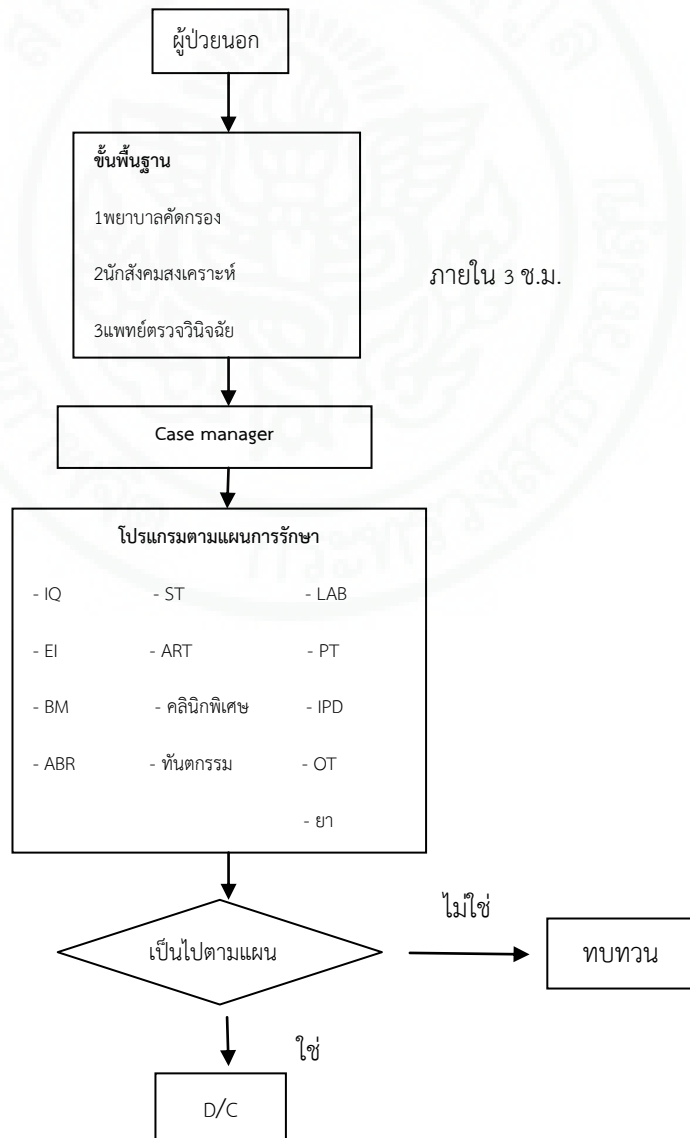 ผู้ป่วยนอก
ขั้นพื้นฐาน
1พยาบาลคัดกรอง
2นักสังคมสงเคราะห์
3แพทย์ตรวจวินิจฉัย
ภายใน 3 ช.ม.
Case manager
โปรแกรมตามแผนการรักษา
- IQ - ST - LAB
- EI - ART - PT
- BM - คลินิกพิเศษ - IPD
- ABR - ทันตกรรม - OT
- ยา
เป็นไปตามแผน
ไม่ใช่
ทบทวน
ใช่
D/C